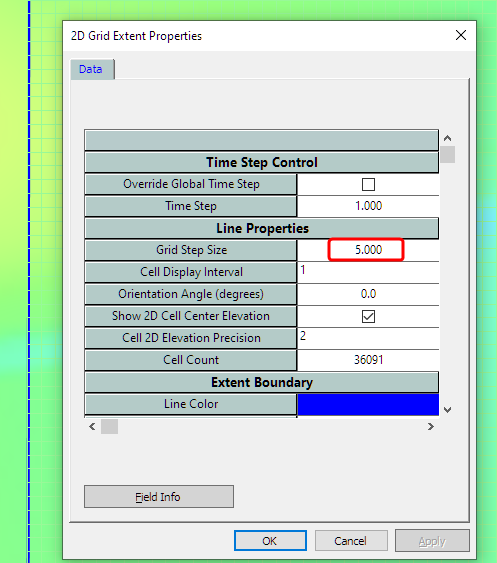 2D Grid Extent Properties
Data
Time Step Control
Override Global Time Step
Time Step 1.000
Line Properties
Grid Step Size 5.000
Cell Display Interval 1
Orientation Angle (degrees) 0.0
Show 2D Cell Center Elevation
Cell 2D Elevation Precision 2
Cell Count 36091
Extent Boundary
Line Color
Field Info
OK Cancel Apply